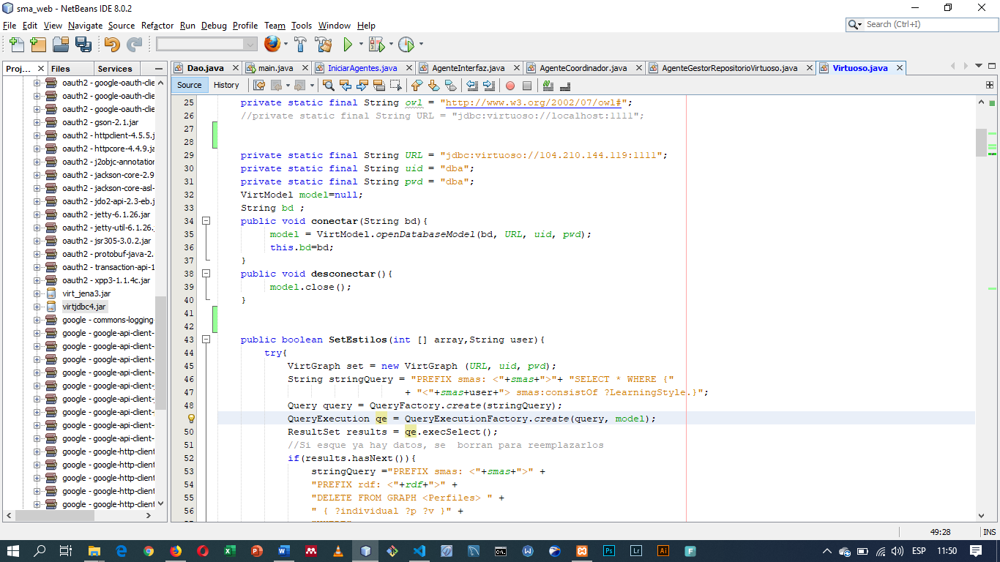 sma_web - NetBeans IDE 8.0.2
File Edit View Navigate Source Refactor Run Debug Profile Team Tools Window Help
Search (Ctrl+I)
Proj... Files Services
Dao.java main.java IniciarAgentes.java AgenteInterfaz.java AgenteCoordinador.java AgenteGestorRepositorioVirtuoso.java Virtuoso.java
Source History
oauth2 - google-oauth-clie
oauth2 - google-oauth-clie
oauth2 - google-oauth-clie
oauth2 - gson-2.1.jar
oauth2 - httpclient-4.5.5.j
oauth2 - httpcore-4.4.9.ja
oauth2 - j2objc-annotation
oauth2 - jackson-core-2.9
oauth2 - jackson-core-asl-
oauth2 - jdo2-api-2.3-eb.j
oauth2 - jetty-6.1.26.jar
oauth2 - jetty-util-6.1.26.
oauth2 - jsr305-3.0.2.jar
oauth2 - protobuf-java-2.
oauth2 - transaction-api-1
oauth2 - xpp3-1.1.4c.jar
virt_jena3.jar
virtjdbc4.jar
google - commons-logging
google - google-api-client-
google - google-api-client-
google - google-api-client-
google - google-api-client-
google - google-api-client-
google - google-api-client-
google - google-api-client-
google - google-api-client-
google - google-api-client-
google - google-http-client
google - google-http-client
google - google-http-client
google - google-http-client
google - google-http-client
25 private static final String owl = "http://www.w3.org/2002/07/owl#";
26 //private static final String URL = "jdbc:virtuoso://localhost:1111";
27
28
29 private static final String URL = "jdbc:virtuoso://104.210.144.119:1111";
30 private static final String uid = "dba";
31 private static final String pwd = "dba";
32 VirtModel model=null;
33 String bd ;
34 public void conectar(String bd){
35 model = VirtModel.openDatabaseModel(bd, URL, uid, pwd);
36 this.bd=bd;
37 }
38 public void desconectar(){
39 model.close();
40 }
41
42
43 public boolean SetEstilos(int [] array,String user){
44 try{
45 VirtGraph set = new VirtGraph (URL, uid, pwd);
46 String stringQuery = "PREFIX smas: <"+smas+">"+ "SELECT * WHERE {"
47 + "<"+smas+user+"> smas:consistOf ?LearningStyle.}";
48 Query query = QueryFactory.create(stringQuery);
QueryExecution qe = QueryExecutionFactory.create(query, model);
50 ResultSet results = qe.execSelect();
51 //Si esque ya hay datos, se borran para reemplazarlos
52 if(results.hasNext()){
53 stringQuery ="PREFIX smas: <"+smas+">" +
54 "PREFIX rdf: <"+rdf+">" +
55 "DELETE FROM GRAPH <Perfiles> " +
56 " { ?individual ?p ?v }" +
49:28 INS
ESP 11:50